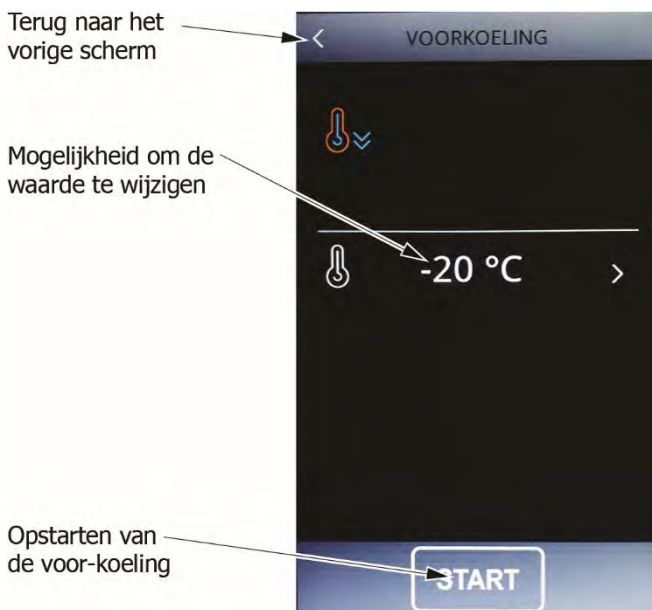 Terug naar het
vorige scherm
< VOORKOELING
Mogelijkheid om de
waarde te wijzigen
-20 °C >
Opstarten van
de voor-koeling
START